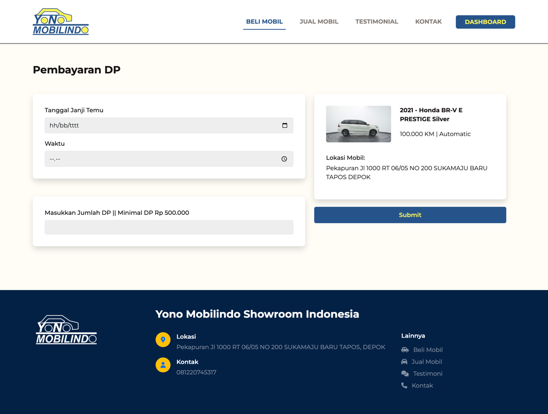 YONO
MOBILINDO
BELI MOBIL
JUAL MOBIL
TESTIMONIAL
KONTAK
DASHBOARD
Pembayaran DP
Tanggal Janji Temu
hh/bb/tttt
Waktu
--.--
Masukkan Jumlah DP || Minimal DP Rp 500.000
2021 - Honda BR-V E
PRESTIGE Silver
100.000 KM | Automatic
Lokasi Mobil:
Pekapuran Jl 1000 RT 06/05 NO 200 SUKAMAJU BARU
TAPOS DEPOK
Submit
YONO
MOBILINDO
Yono Mobilindo Showroom Indonesia
Lokasi
Pekapuran Jl 1000 RT 06/05 NO 200 SUKAMAJU BARU TAPOS, DEPOK
Kontak
081220745317
Lainnya
Beli Mobil
Jual Mobil
Testimoni
Kontak